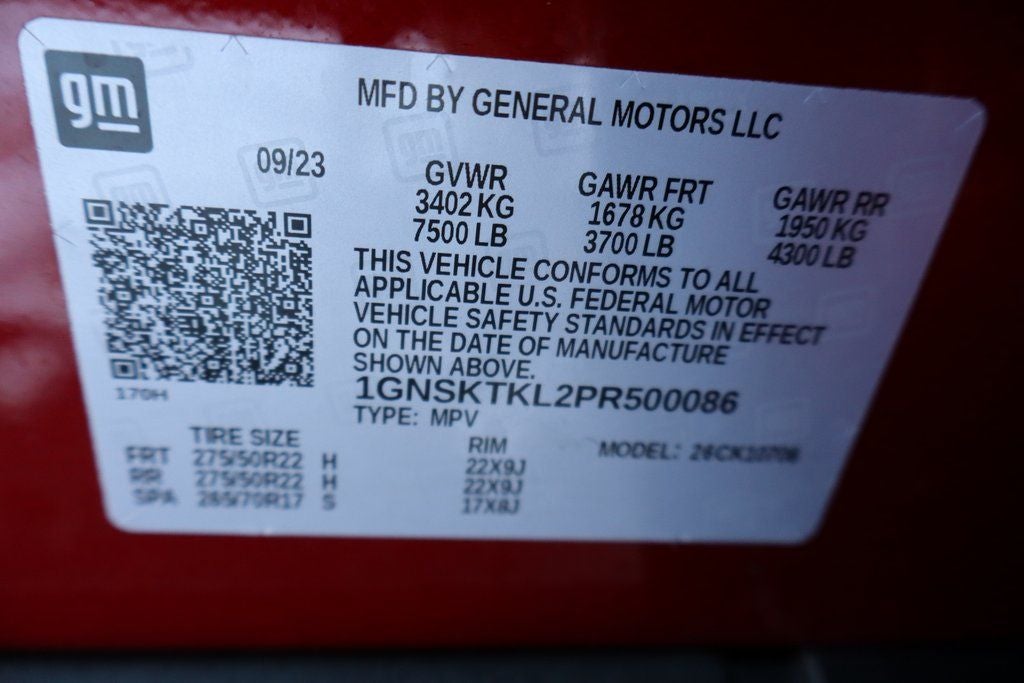 gm
MFD BY GENERAL MOTORS LLC
09/23
GVWR GAWR FRT GAWR RR
3402 KG 1678 KG 1950 KG
7500 LB 3700 LB 4300 LB
THIS VEHICLE CONFORMS TO ALL
APPLICABLE U.S. FEDERAL MOTOR
VEHICLE SAFETY STANDARDS IN EFFECT
ON THE DATE OF MANUFACTURE
SHOWN ABOVE.
170H
1GNSKTKL2PR500086
TYPE: MPV
TIRE SIZE RIM MODEL:
FRT 275/50R22 H 22X9J
RR 275/50R22 H 22X9J
SPA 265/70R17 S 17X8J